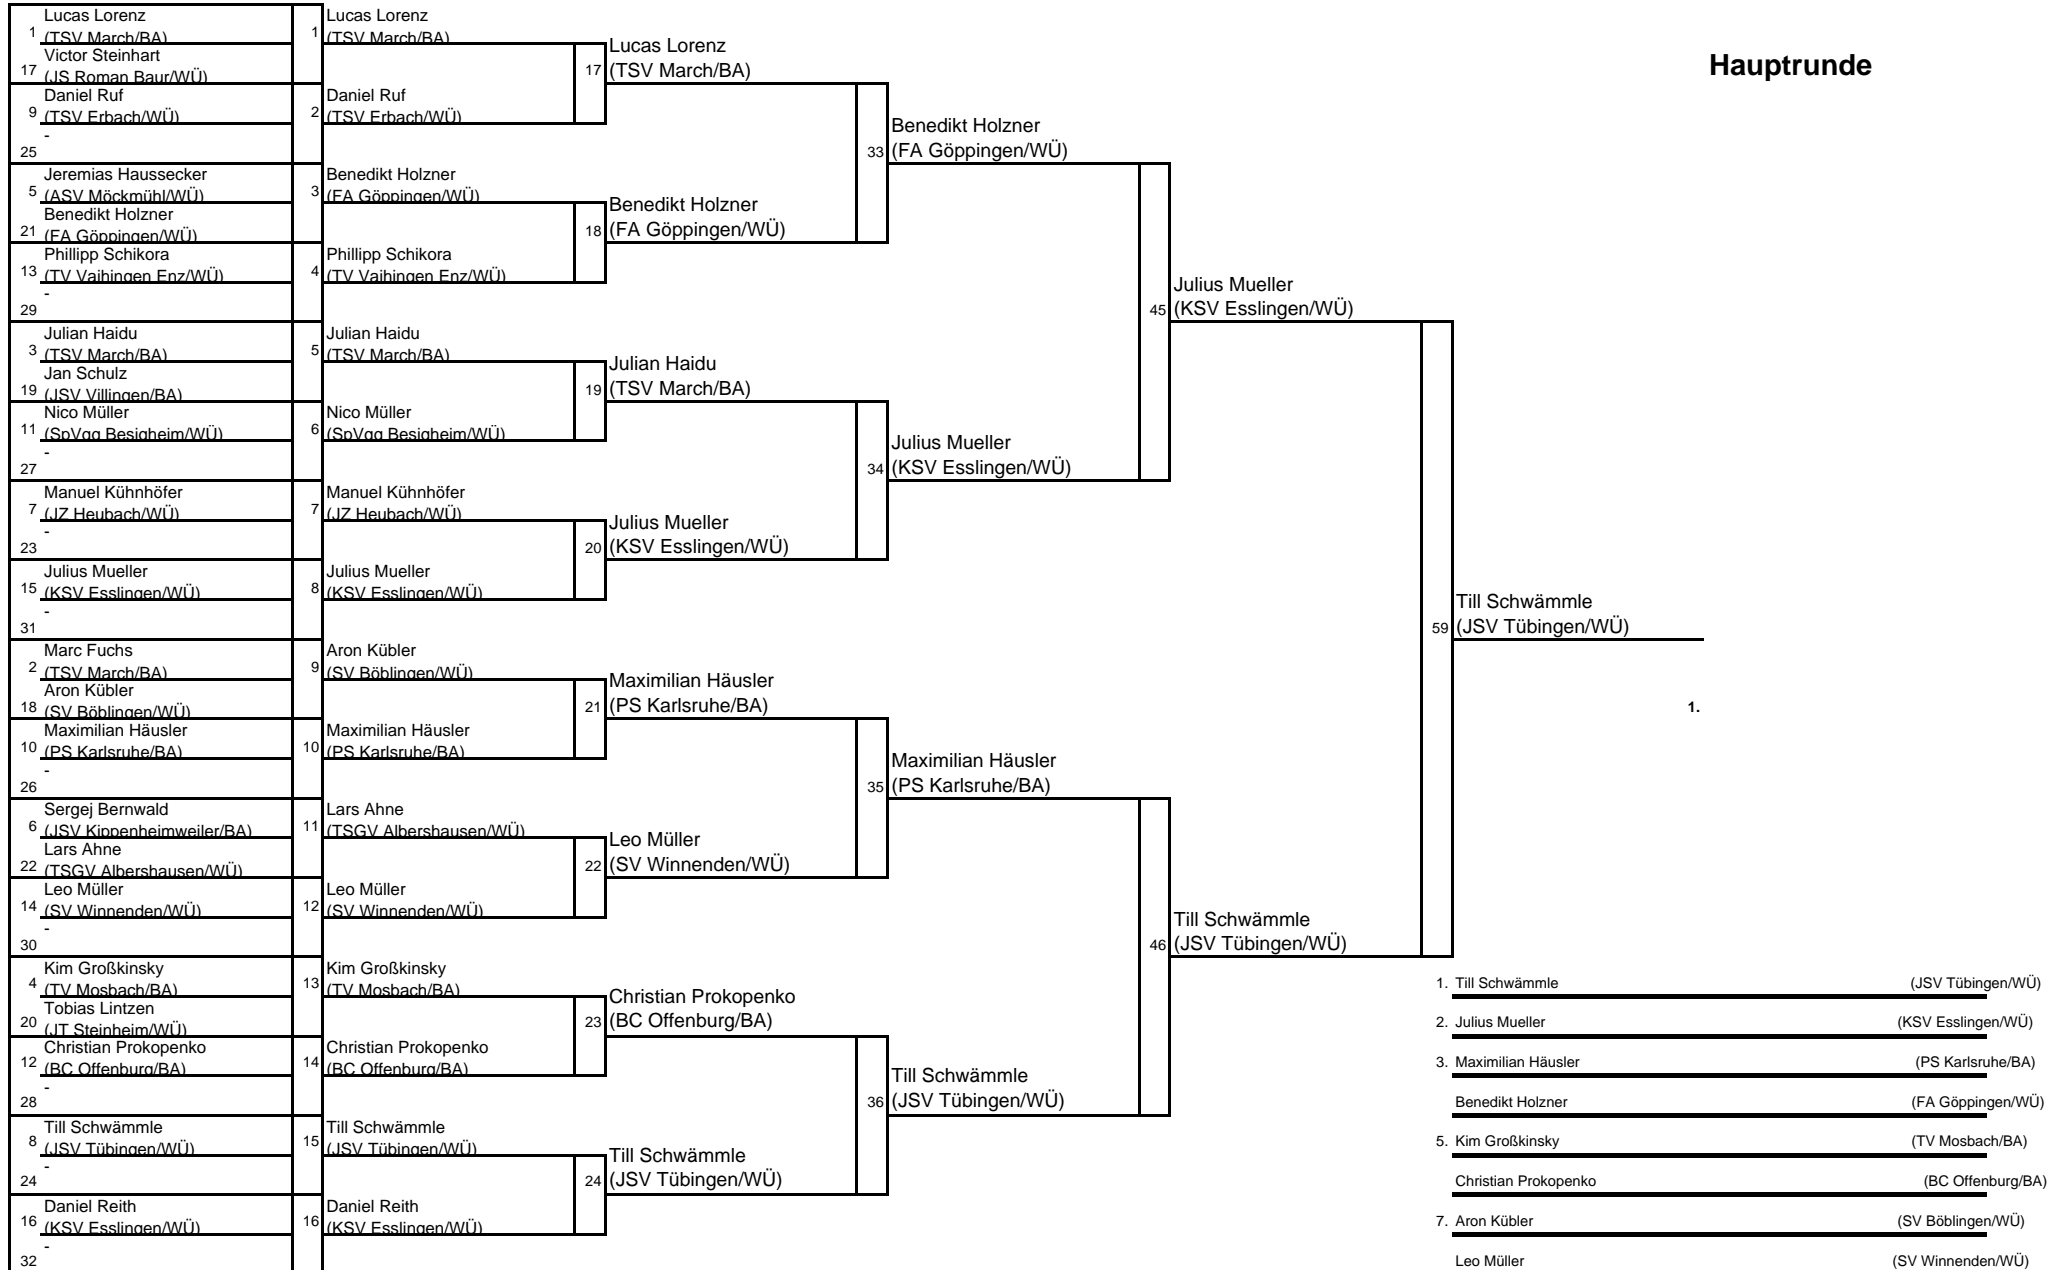 Hauptrunde
1 Lucas Lorenz
(TSV March/BA)
17 Victor Steinhart
(JS Roman Baur/WÜ)
9 Daniel Ruf
(TSV Erbach/WÜ)
25 -
5 Jeremias Haussecker
(ASV Möckmühl/WÜ)
21 Benedikt Holzner
(FA Göppingen/WÜ)
13 Phillipp Schikora
(TV Vaihingen Enz/WÜ)
29 -
3 Julian Haidu
(TSV March/BA)
19 Jan Schulz
(JSV Villingen/BA)
11 Nico Müller
(SpVgg Besigheim/WÜ)
27 -
7 Manuel Kühnhöfer
(JZ Heubach/WÜ)
23 -
15 Julius Mueller
(KSV Esslingen/WÜ)
31 -
2 Marc Fuchs
(TSV March/BA)
18 Aron Kübler
(SV Böblingen/WÜ)
10 Maximilian Häusler
(PS Karlsruhe/BA)
26 -
6 Sergej Bernwald
(JSV Kippenheimweiler/BA)
22 Lars Ahne
(TSGV Albershausen/WÜ)
14 Leo Müller
(SV Winnenden/WÜ)
30 -
4 Kim Großkinsky
(TV Mosbach/BA)
20 Tobias Lintzen
(JT Steinheim/WÜ)
12 Christian Prokopenko
(BC Offenburg/BA)
28 -
8 Till Schwämmle
(JSV Tübingen/WÜ)
24 -
16 Daniel Reith
(KSV Esslingen/WÜ)
32 -
1 Lucas Lorenz
(TSV March/BA)
2 Daniel Ruf
(TSV Erbach/WÜ)
3 Benedikt Holzner
(FA Göppingen/WÜ)
4 Phillipp Schikora
(TV Vaihingen Enz/WÜ)
5 Julian Haidu
(TSV March/BA)
6 Nico Müller
(SpVgg Besigheim/WÜ)
7 Manuel Kühnhöfer
(JZ Heubach/WÜ)
8 Julius Mueller
(KSV Esslingen/WÜ)
9 Aron Kübler
(SV Böblingen/WÜ)
10 Maximilian Häusler
(PS Karlsruhe/BA)
11 Lars Ahne
(TSGV Albershausen/WÜ)
12 Leo Müller
(SV Winnenden/WÜ)
13 Kim Großkinsky
(TV Mosbach/BA)
14 Christian Prokopenko
(BC Offenburg/BA)
15 Till Schwämmle
(JSV Tübingen/WÜ)
16 Daniel Reith
(KSV Esslingen/WÜ)
17 Lucas Lorenz
(TSV March/BA)
18 Benedikt Holzner
(FA Göppingen/WÜ)
19 Julian Haidu
(TSV March/BA)
20 Julius Mueller
(KSV Esslingen/WÜ)
21 Maximilian Häusler
(PS Karlsruhe/BA)
22 Leo Müller
(SV Winnenden/WÜ)
23 Christian Prokopenko
(BC Offenburg/BA)
24 Till Schwämmle
(JSV Tübingen/WÜ)
33 Benedikt Holzner
(FA Göppingen/WÜ)
34 Julius Mueller
(KSV Esslingen/WÜ)
35 Maximilian Häusler
(PS Karlsruhe/BA)
36 Till Schwämmle
(JSV Tübingen/WÜ)
45 Julius Mueller
(KSV Esslingen/WÜ)
46 Till Schwämmle
(JSV Tübingen/WÜ)
59 Till Schwämmle
(JSV Tübingen/WÜ)
1.
1. Till Schwämmle (JSV Tübingen/WÜ)
2. Julius Mueller (KSV Esslingen/WÜ)
3. Maximilian Häusler (PS Karlsruhe/BA)
Benedikt Holzner (FA Göppingen/WÜ)
5. Kim Großkinsky (TV Mosbach/BA)
Christian Prokopenko (BC Offenburg/BA)
7. Aron Kübler (SV Böblingen/WÜ)
Leo Müller (SV Winnenden/WÜ)